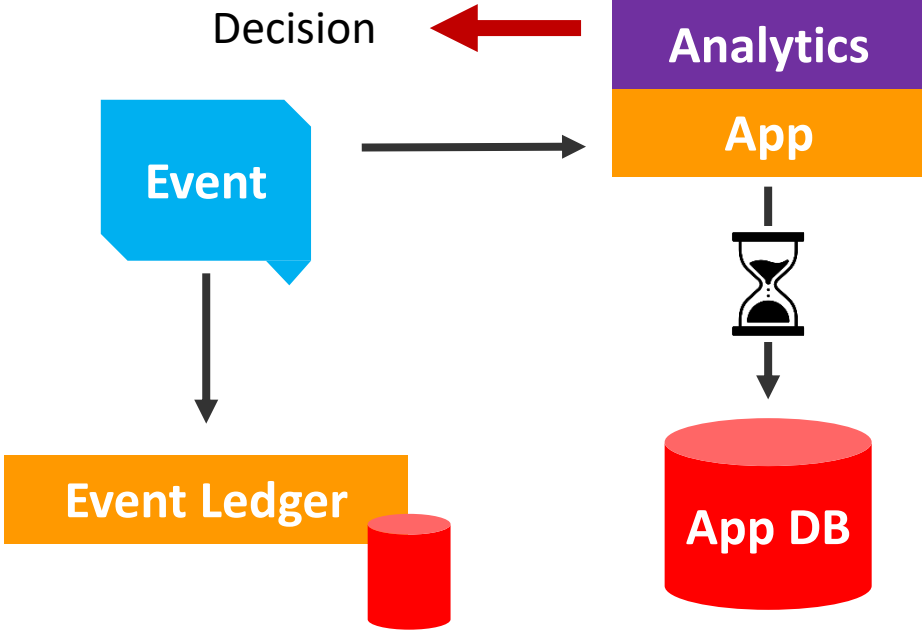 Decision
Analytics
App
Event
Event Ledger
App DB